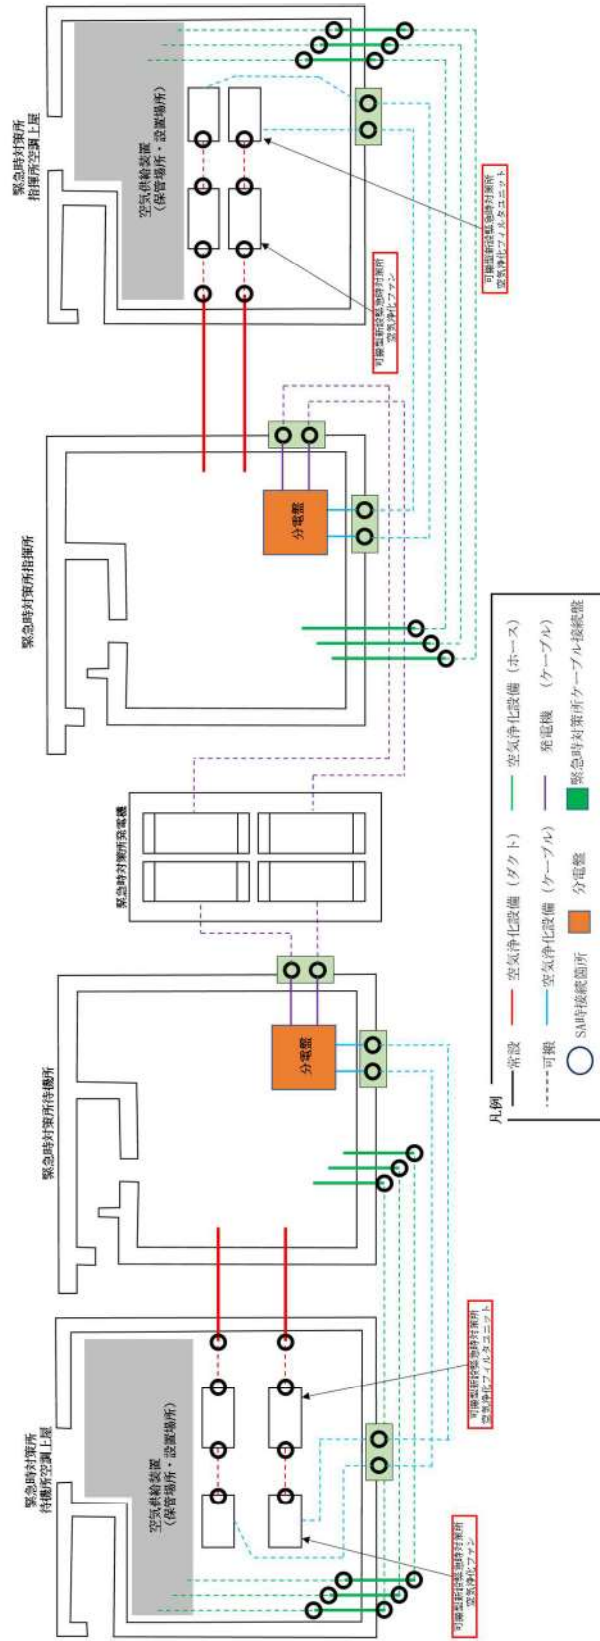 緊急時対策所
待機所空調上屋
空気供給装置
(保管場所・設置場所)
可搬型新設緊急時対策所
空気浄化ファン
可搬型新設緊急時対策所
空気浄化フィルタユニット
緊急時対策所待機所
分電盤
緊急時対策所発電機
緊急時対策所指揮所
分電盤
緊急時対策所
指揮所空調上屋
空気供給装置
(保管場所・設置場所)
可搬型新設緊急時対策所
空気浄化ファン
可搬型新設緊急時対策所
空気浄化フィルタユニット
凡例
常設 空気浄化設備(ダクト) 空気浄化設備(ホース)
可搬 空気浄化設備(ケーブル) 発電機 (ケーブル)
SA時接続箇所 分電盤 緊急時対策所ケーブル接続盤